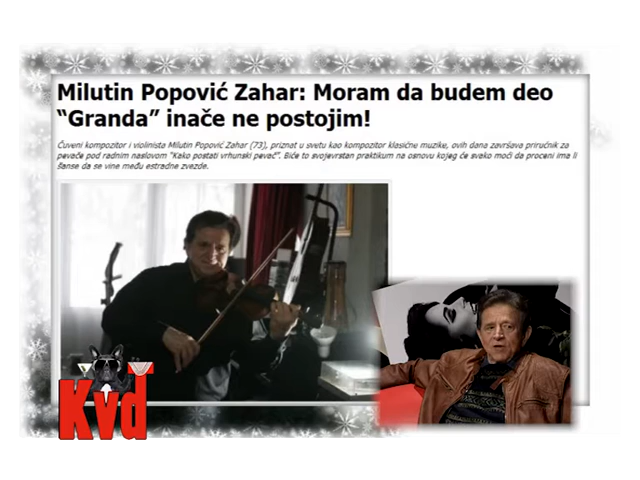 Milutin Popović Zahar: Moram da budem deo
“Granda” inače ne postojim!
Čuveni kompozitor i violinista Milutin Popović Zahar (73), priznat u svetu kao kompozitor klasične muzike, ovih dana završava priručnik za
pevače pod radnim naslovom “Kako postati vrhunski pevač”. Biće to svojevrstan praktikum na osnovu kojeg će svako moći da proceni ima li
šanse da se vine među estradne zvezde.
Kvd